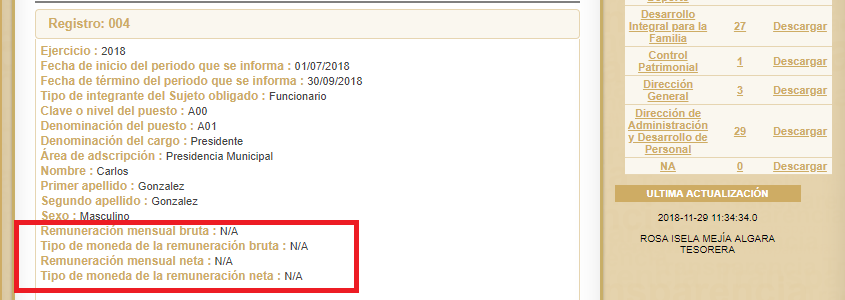 Registro: 004
Ejercicio : 2018
Fecha de inicio del periodo que se informa : 01/07/2018
Fecha de término del periodo que se informa : 30/09/2018
Tipo de integrante del Sujeto obligado : Funcionario
Clave o nivel del puesto : A00
Denominación del puesto : A01
Denominación del cargo : Presidente
Área de adscripción : Presidencia Municipal
Nombre : Carlos
Primer apellido : Gonzalez
Segundo apellido : Gonzalez
Sexo : Masculino
Remuneración mensual bruta : N/A
Tipo de moneda de la remuneración bruta : N/A
Remuneración mensual neta : N/A
Tipo de moneda de la remuneración neta : N/A
Deporte
Desarrollo
Integral para la 27 Descargar
Familia
Control 1 Descargar
Patrimonial
Dirección 3 Descargar
General
Dirección de
Administración 29 Descargar
y Desarrollo de
Personal
NA 0 Descargar
ULTIMA ACTUALIZACIÓN
2018-11-29 11:34:34.0
ROSA ISELA MEJÍA ALGARA
TESORERA